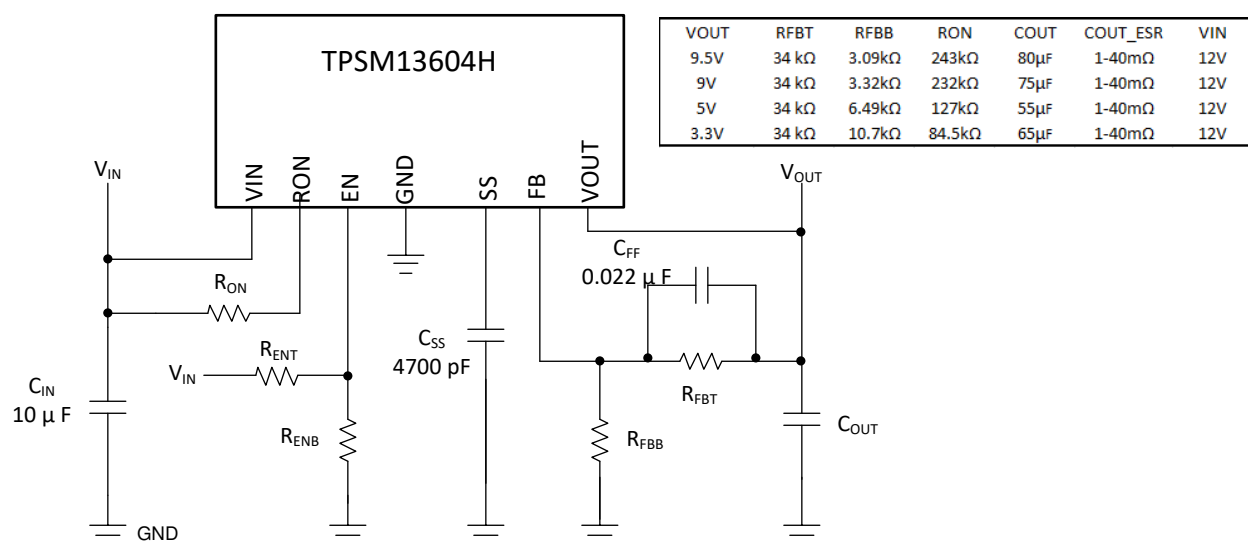 TPSM13604H
VIN
RON
EN
GND
SS
FB
VOUT
VOUT RFBT RFBB RON COUT COUT_ESR VIN
9.5V 34 kΩ 3.09kΩ 243kΩ 80µF 1-40mΩ 12V
9V 34 kΩ 3.32kΩ 232kΩ 75µF 1-40mΩ 12V
5V 34 kΩ 6.49kΩ 127kΩ 55µF 1-40mΩ 12V
3.3V 34 kΩ 10.7kΩ 84.5kΩ 65µF 1-40mΩ 12V
VIN
VOUT
CFF
0.022 µ F
RON
CSS
4700 pF
RENT
VIN
CIN
10 µ F
RENB
RFBT
RFBB
COUT
GND